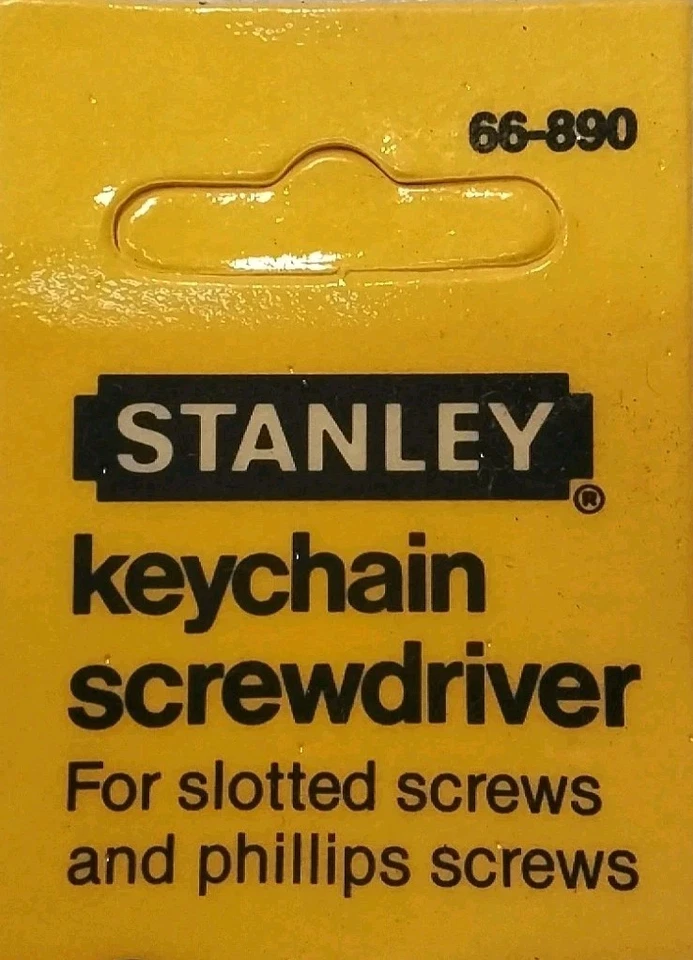 66-890
STANLEY®
keychain
screwdriver
For slotted screws
and phillips screws